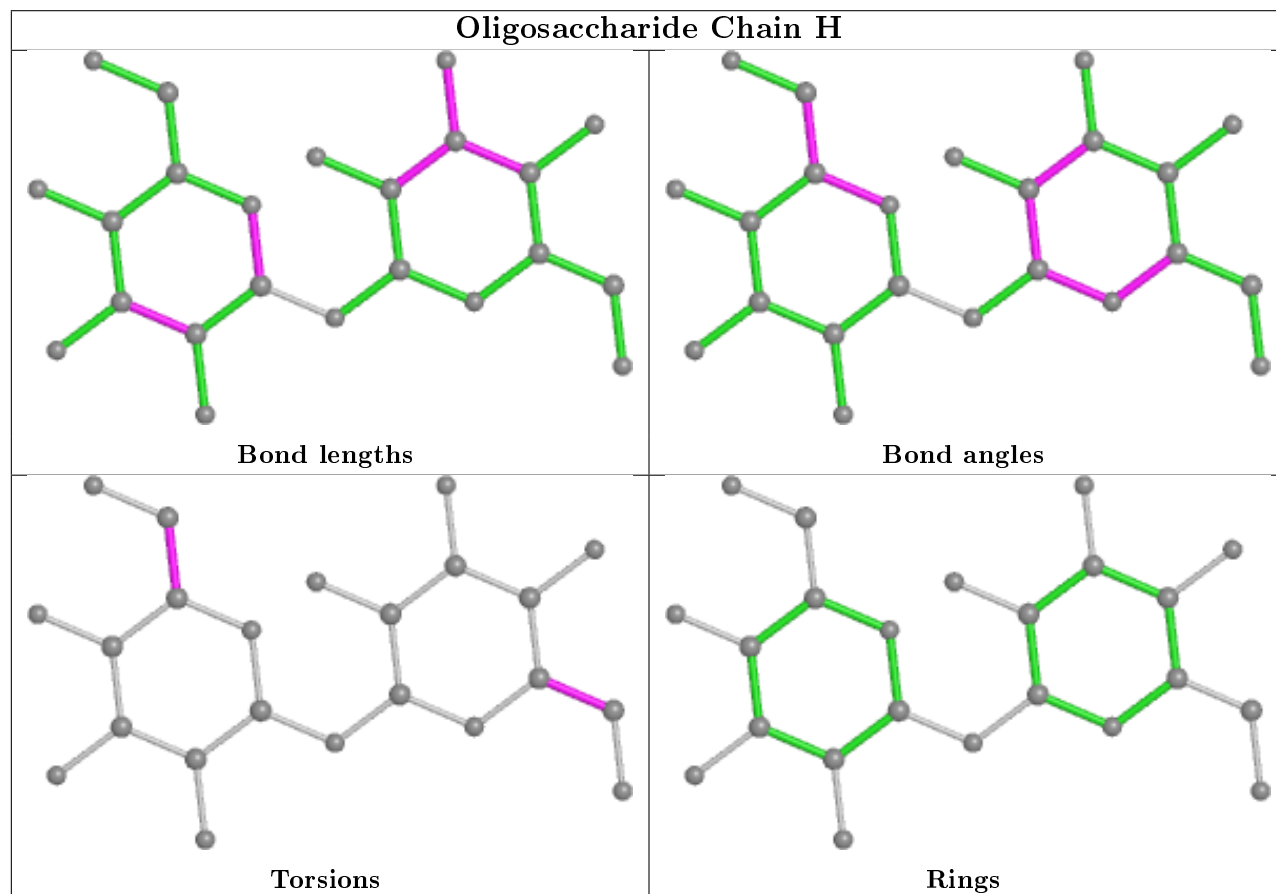 Oligosaccharide Chain H
Bond lengths
Bond angles
Torsions
Rings